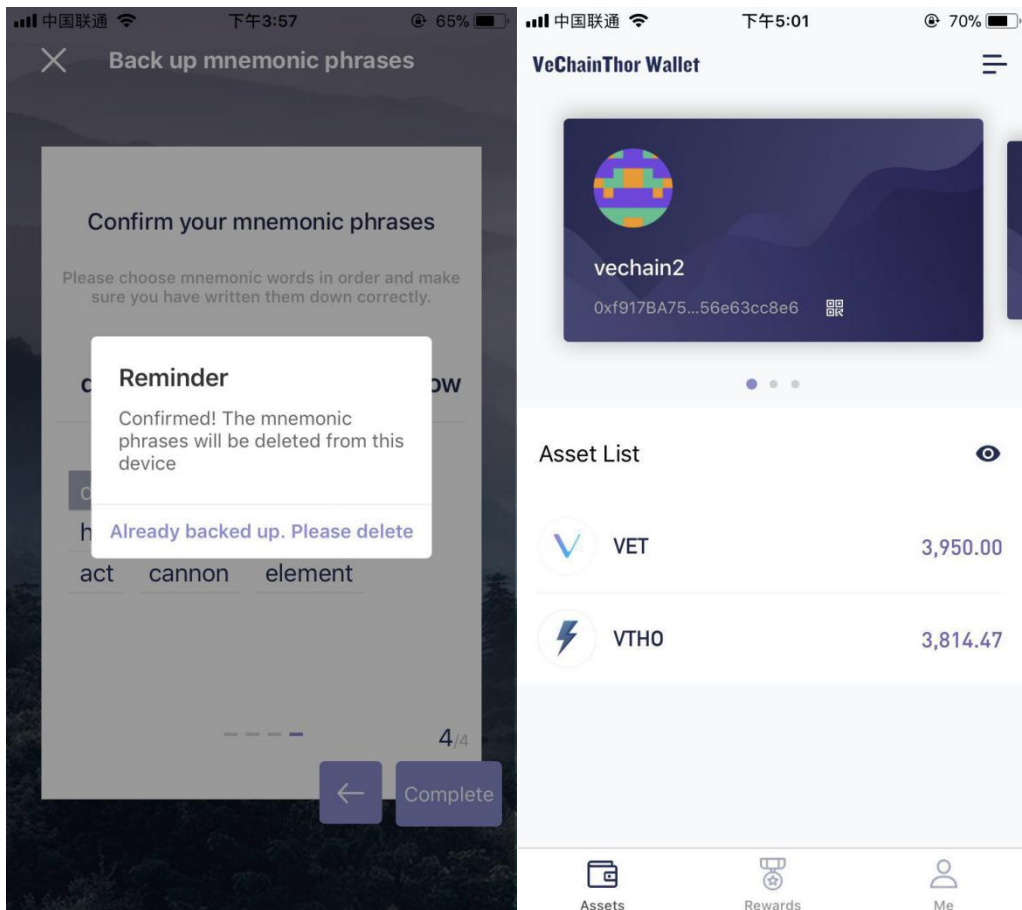 中国联通
下午3:57
65%
Back up mnemonic phrases
Confirm your mnemonic phrases
Please choose mnemonic words in order and make
sure you have written them down correctly.
Reminder
Confirmed! The mnemonic
phrases will be deleted from this
device
Already backed up. Please delete
act cannon element
4/4
Complete
中国联通
下午5:01
70%
VeChainThor Wallet
vechain2
0xf917BA75...56e63cc8e6
Asset List
VET
3,950.00
VTHO
3,814.47
Assets
Rewards
Me